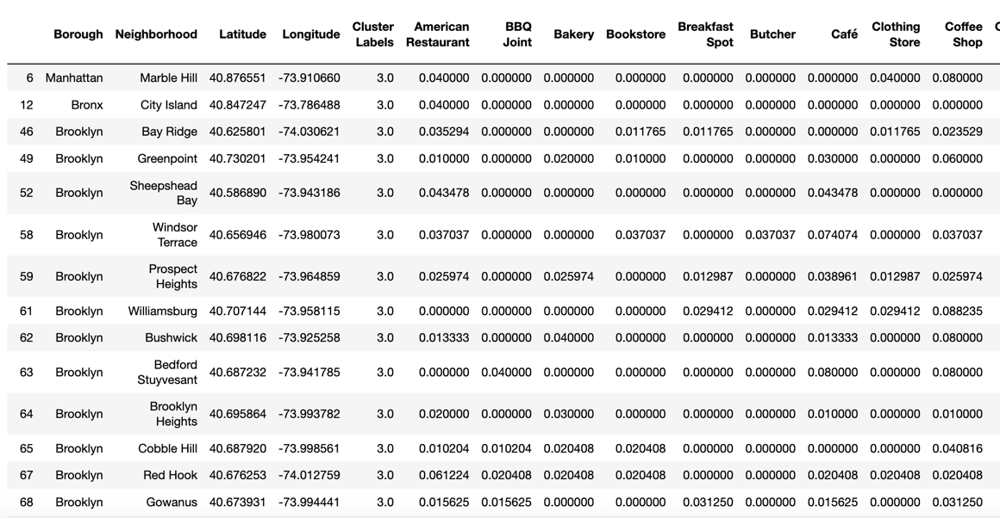 Borough Neighborhood Latitude Longitude Cluster Labels American Restaurant BBQ Joint Bakery Bookstore Breakfast Spot Butcher Café Clothing Store Coffee Shop
6 Manhattan Marble Hill 40.876551 -73.910660 3.0 0.040000 0.000000 0.000000 0.000000 0.000000 0.000000 0.000000 0.040000 0.080000
12 Bronx City Island 40.847247 -73.786488 3.0 0.040000 0.000000 0.000000 0.000000 0.000000 0.000000 0.000000 0.000000 0.000000
46 Brooklyn Bay Ridge 40.625801 -74.030621 3.0 0.035294 0.000000 0.000000 0.011765 0.011765 0.000000 0.000000 0.011765 0.023529
49 Brooklyn Greenpoint 40.730201 -73.954241 3.0 0.010000 0.000000 0.020000 0.010000 0.000000 0.000000 0.030000 0.000000 0.060000
52 Brooklyn Sheepshead Bay 40.586890 -73.943186 3.0 0.043478 0.000000 0.000000 0.000000 0.000000 0.000000 0.043478 0.000000 0.000000
58 Brooklyn Windsor Terrace 40.656946 -73.980073 3.0 0.037037 0.000000 0.000000 0.037037 0.000000 0.037037 0.074074 0.000000 0.037037
59 Brooklyn Prospect Heights 40.676822 -73.964859 3.0 0.025974 0.000000 0.025974 0.000000 0.012987 0.000000 0.038961 0.012987 0.025974
61 Brooklyn Williamsburg 40.707144 -73.958115 3.0 0.000000 0.000000 0.000000 0.000000 0.029412 0.000000 0.029412 0.029412 0.088235
62 Brooklyn Bushwick 40.698116 -73.925258 3.0 0.013333 0.000000 0.040000 0.000000 0.000000 0.000000 0.013333 0.000000 0.080000
63 Brooklyn Bedford Stuyvesant 40.687232 -73.941785 3.0 0.000000 0.040000 0.000000 0.000000 0.000000 0.000000 0.080000 0.000000 0.080000
64 Brooklyn Brooklyn Heights 40.695864 -73.993782 3.0 0.020000 0.000000 0.030000 0.000000 0.000000 0.000000 0.010000 0.000000 0.010000
65 Brooklyn Cobble Hill 40.687920 -73.998561 3.0 0.010204 0.010204 0.020408 0.020408 0.000000 0.000000 0.000000 0.000000 0.040816
67 Brooklyn Red Hook 40.676253 -74.012759 3.0 0.061224 0.020408 0.020408 0.020408 0.000000 0.000000 0.020408 0.020408 0.020408
68 Brooklyn Gowanus 40.673931 -73.994441 3.0 0.015625 0.015625 0.000000 0.000000 0.031250 0.000000 0.015625 0.000000 0.031250